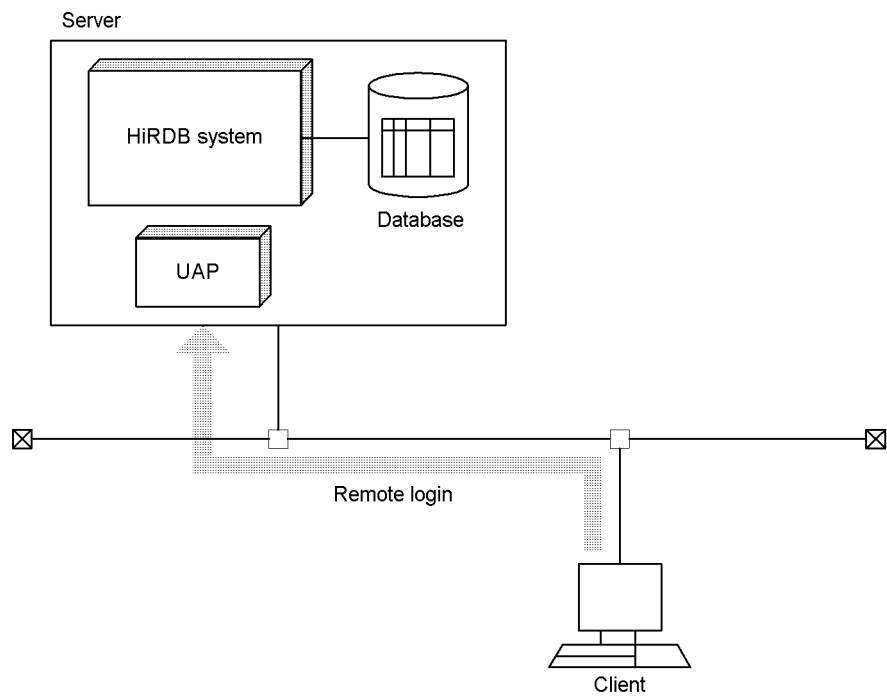 Server
HiRDB system
Database
UAP
Remote login
Client